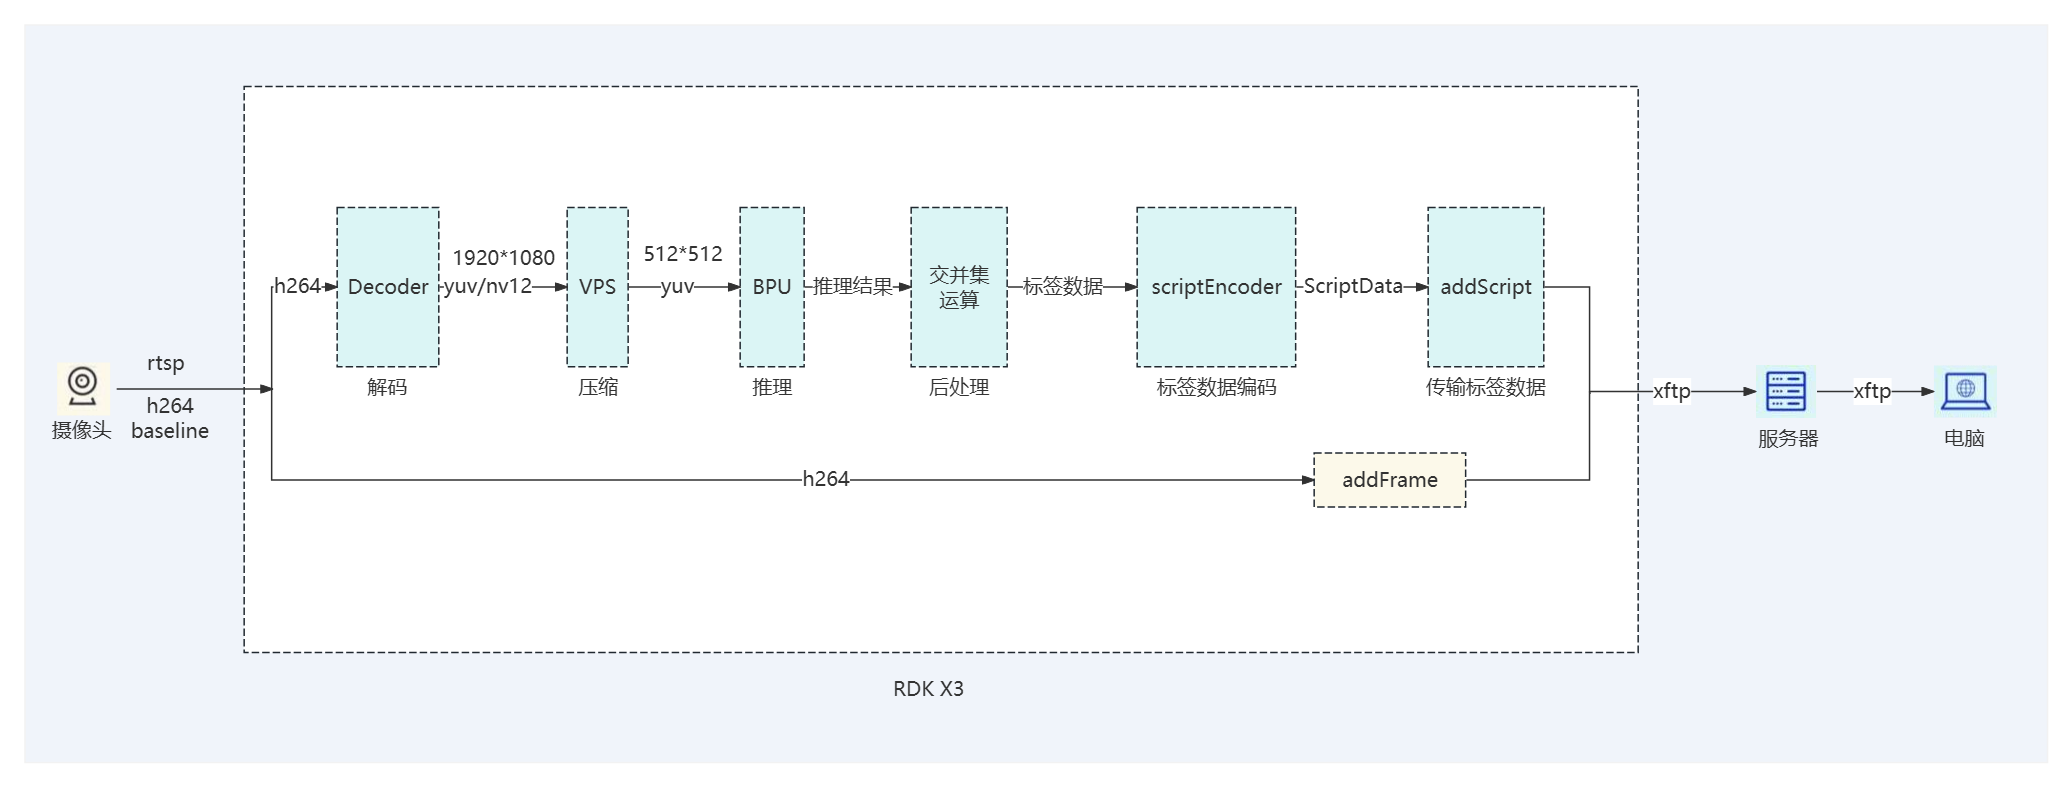 摄像头
rtsp
h264
baseline
h264
Decoder
解码
1920*1080
yuv/nv12
VPS
压缩
512*512
yuv
BPU
推理
推理结果
交并集
运算
后处理
标签数据
scriptEncoder
标签数据编码
ScriptData
addScript
传输标签数据
h264
addFrame
xftp
服务器
xftp
电脑
RDK X3